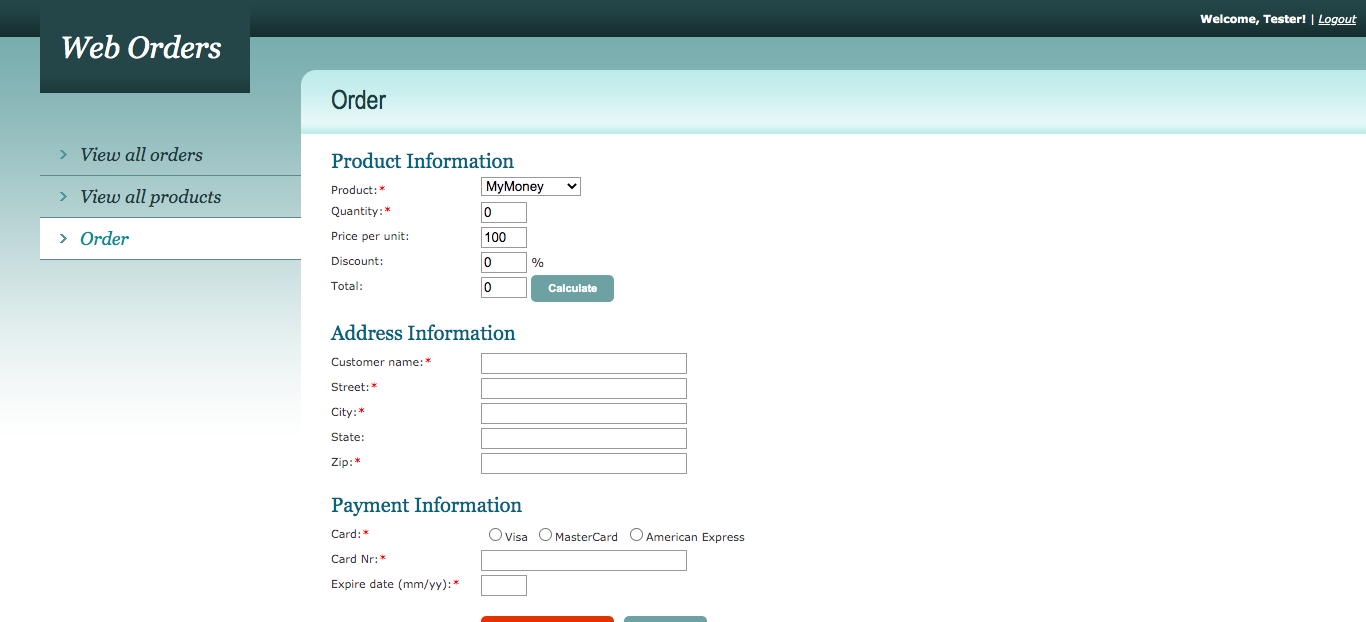 Welcome, Tester! | Logout
Web Orders
View all orders
View all products
Order
Order
Product Information
Product:* MyMoney
Quantity:* 0
Price per unit: 100
Discount: 0 %
Total: 0 Calculate
Address Information
Customer name:*
Street:*
City:*
State:
Zip:*
Payment Information
Card:* Visa MasterCard American Express
Card Nr:*
Expire date (mm/yy):*